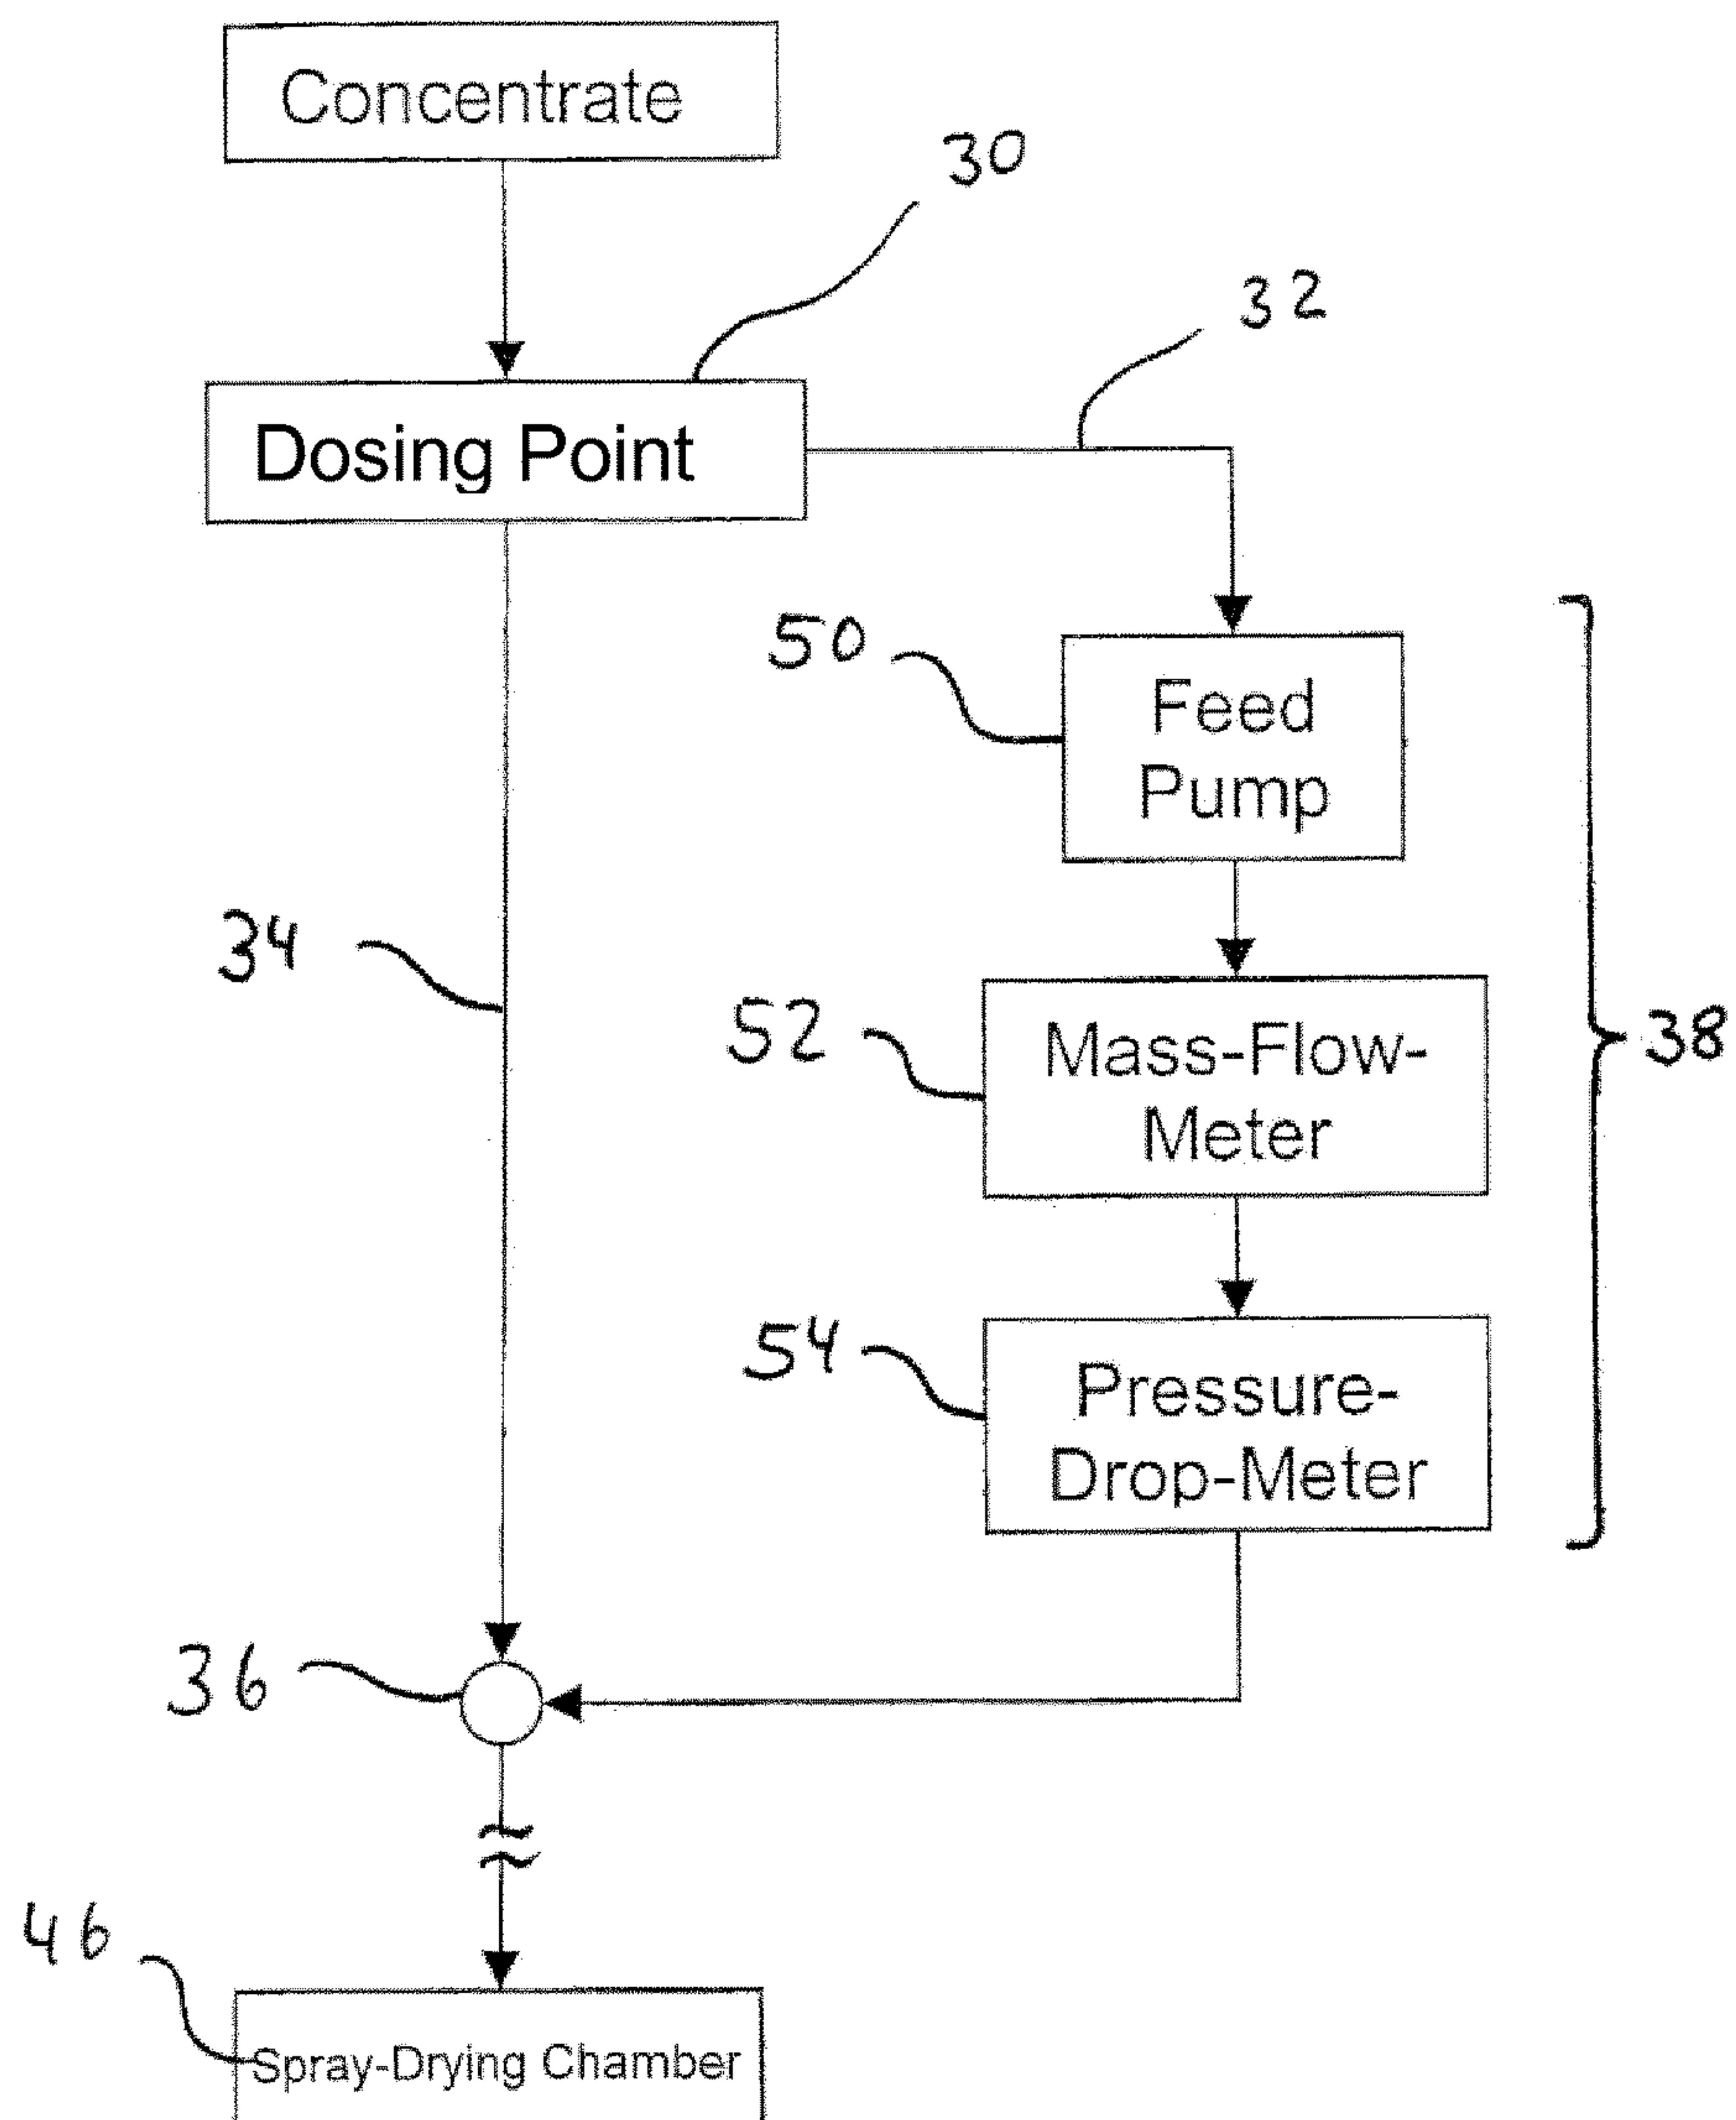 Concentrate
30
32
Dosing Point
50
Feed
Pump
34
52
Mass-Flow-
Meter
38
54
Pressure-
Drop-Meter
36
46
Spray-Drying Chamber